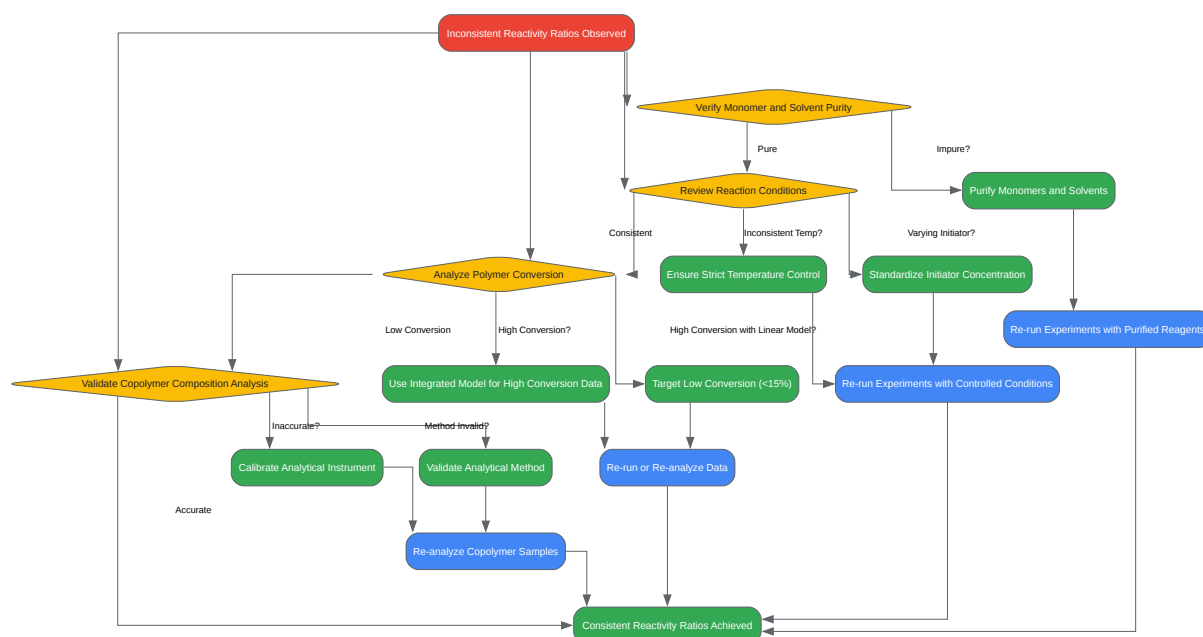 Inconsistent Reactivity Ratios Observed
Verify Monomer and Solvent Purity
Pure
Impure?
Review Reaction Conditions
Purify Monomers and Solvents
Consistent
Inconsistent Temp?
Varying Initiator?
Analyze Polymer Conversion
Ensure Strict Temperature Control
Standardize Initiator Concentration
Low Conversion
High Conversion?
High Conversion with Linear Model?
Re-run Experiments with Purified Reagents
Validate Copolymer Composition Analysis
Use Integrated Model for High Conversion Data
Target Low Conversion (<15%)
Re-run Experiments with Controlled Conditions
Inaccurate?
Method Invalid?
Calibrate Analytical Instrument
Validate Analytical Method
Re-run or Re-analyze Data
Accurate
Re-analyze Copolymer Samples
Consistent Reactivity Ratios Achieved